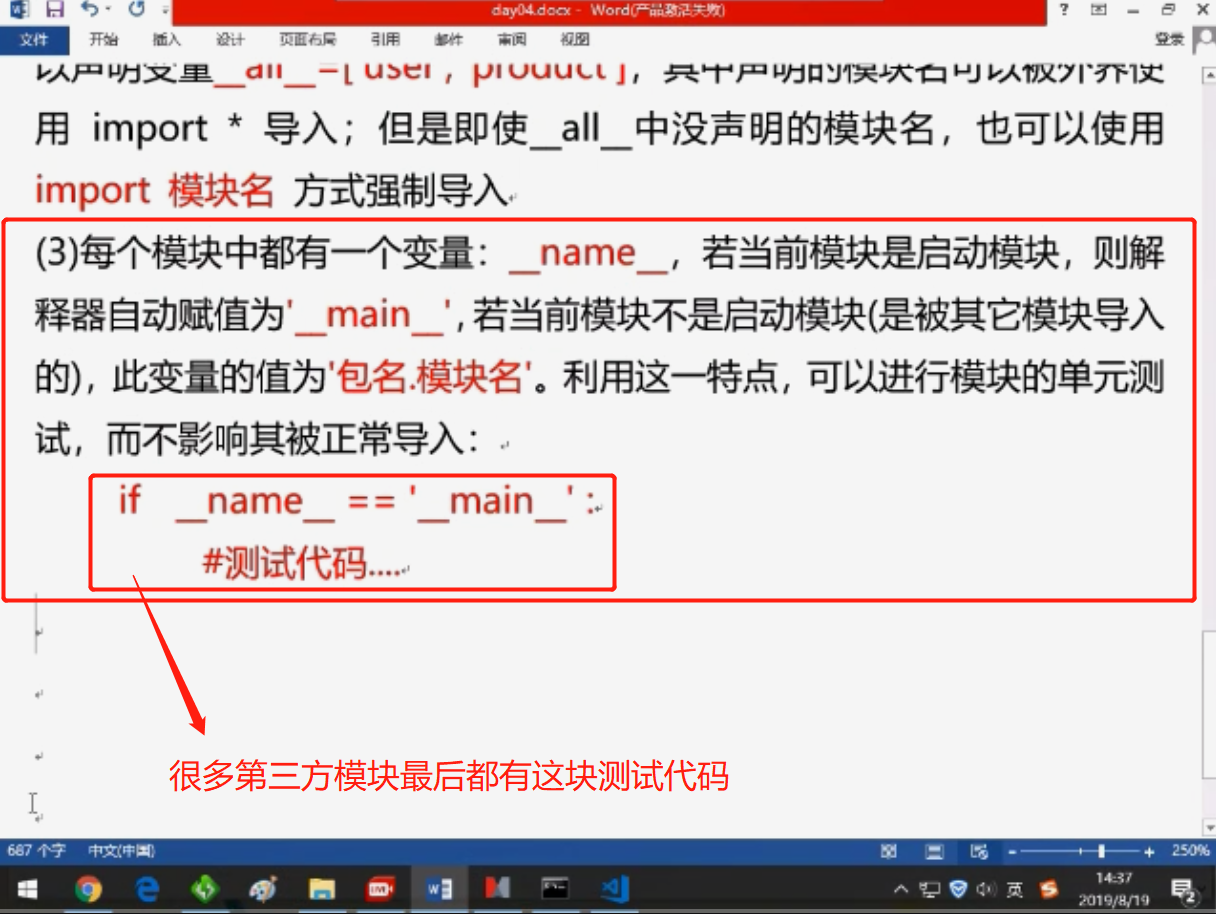 day04.docx - Word(产品激活失败)
文件 开始 插入 设计 页面布局 引用 邮件 审阅 视图 登录
以声明变量__all__=['user', 'product']，其中声明的模块名可以被外界使
用 import * 导入；但是即使__all__中没声明的模块名，也可以使用
import 模块名 方式强制导入
(3)每个模块中都有一个变量：__name__，若当前模块是启动模块，则解
释器自动赋值为'__main__',若当前模块不是启动模块(是被其它模块导入
的)，此变量的值为'包名.模块名'。利用这一特点，可以进行模块的单元测
试，而不影响其被正常导入：
if __name__ == '__main__' :
#测试代码....
很多第三方模块最后都有这块测试代码
687 个字 中文(中国) 250%
英 14:37
2019/8/19 2